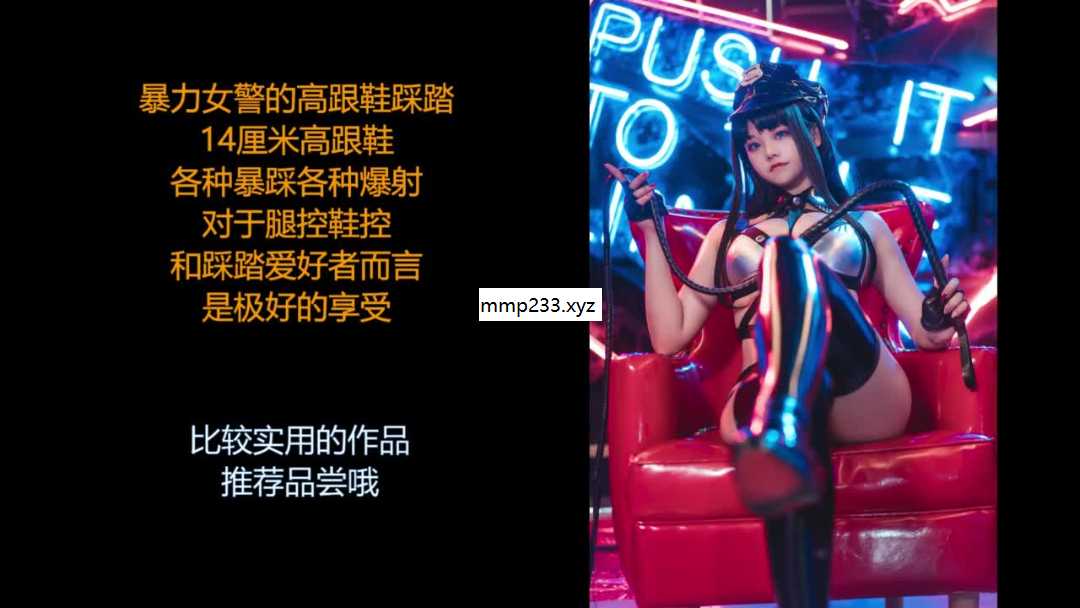 暴力女警的高跟鞋踩踏
14厘米高跟鞋
各种暴踩各种爆射
对于腿控鞋控
和踩踏爱好者而言
是极好的享受
比较实用的作品
推荐品尝哦
mmp233.xyz
PUSH IT
TO